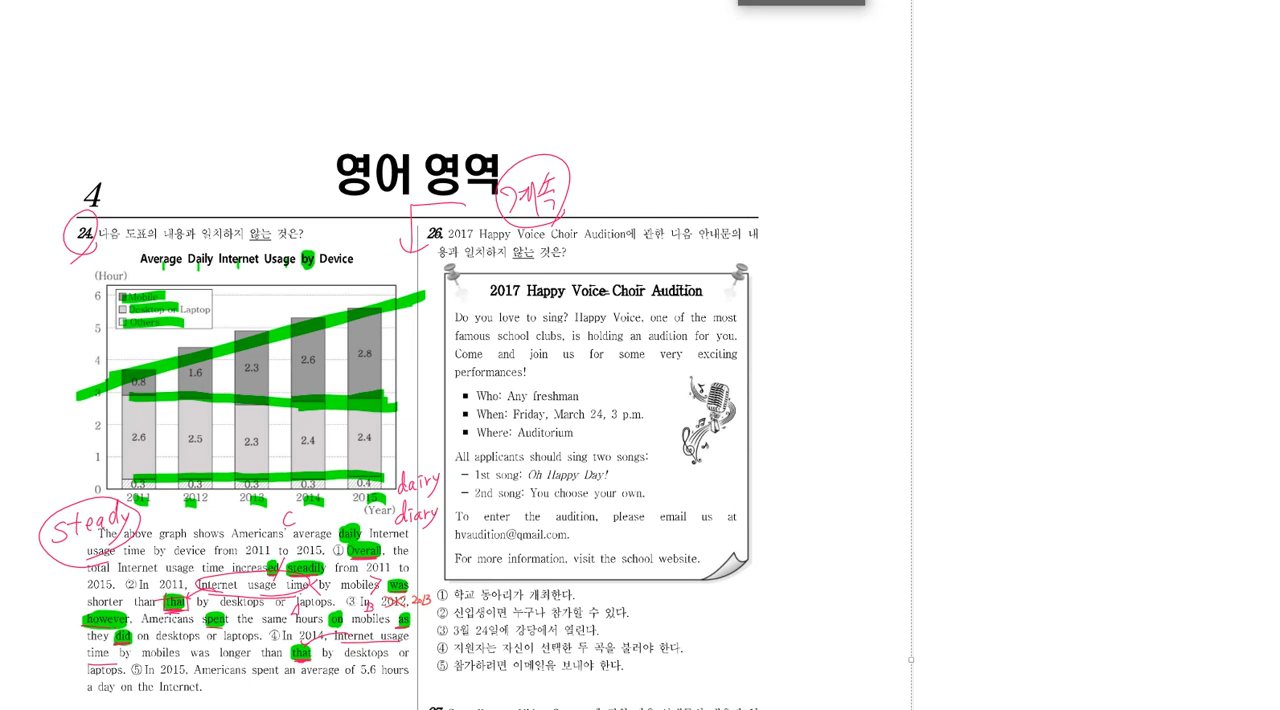 영어 영역
계속
4
24. 다음 도표의 내용과 일치하지 않는 것은?
Average Daily Internet Usage by Device
(Hour)
6
5
4
3
2
1
0
Mobile
Desktop or Laptop
Others
0.8
1.6
2.3
2.6
2.8
2.6
2.5
2.3
2.4
2.4
0.3
0.3
0.3
0.3
0.4
2011
2012
2013
2014
2015
(Year)
dairy
diary
steady
C
The above graph shows Americans' average daily Internet
usage time by device from 2011 to 2015. ① Overall, the
total Internet usage time increased steadily from 2011 to
2015. ② In 2011, Internet usage time by mobiles was
shorter than that by desktops or laptops. ③ In 2012,
2013
however, Americans spent the same hours on mobiles as
they did on desktops or laptops. ④ In 2014, Internet usage
time by mobiles was longer than that by desktops or
laptops. ⑤ In 2015, Americans spent an average of 5.6 hours
a day on the Internet.
26. 2017 Happy Voice Choir Audition에 관한 다음 안내문의 내
용과 일치하지 않는 것은?
2017 Happy Voice Choir Audition
Do you love to sing? Happy Voice, one of the most
famous school clubs, is holding an audition for you.
Come and join us for some very exciting
performances!
■ Who: Any freshman
■ When: Friday, March 24, 3 p.m.
■ Where: Auditorium
All applicants should sing two songs:
- 1st song: Oh Happy Day!
- 2nd song: You choose your own.
To enter the audition, please email us at
hvaudition@qmail.com.
For more information, visit the school website.
① 학교 동아리가 개최한다.
② 신입생이면 누구나 참가할 수 있다.
③ 3월 24일에 강당에서 열린다.
④ 지원자는 자신이 선택한 두 곡을 불러야 한다.
⑤ 참가하려면 이메일을 보내야 한다.